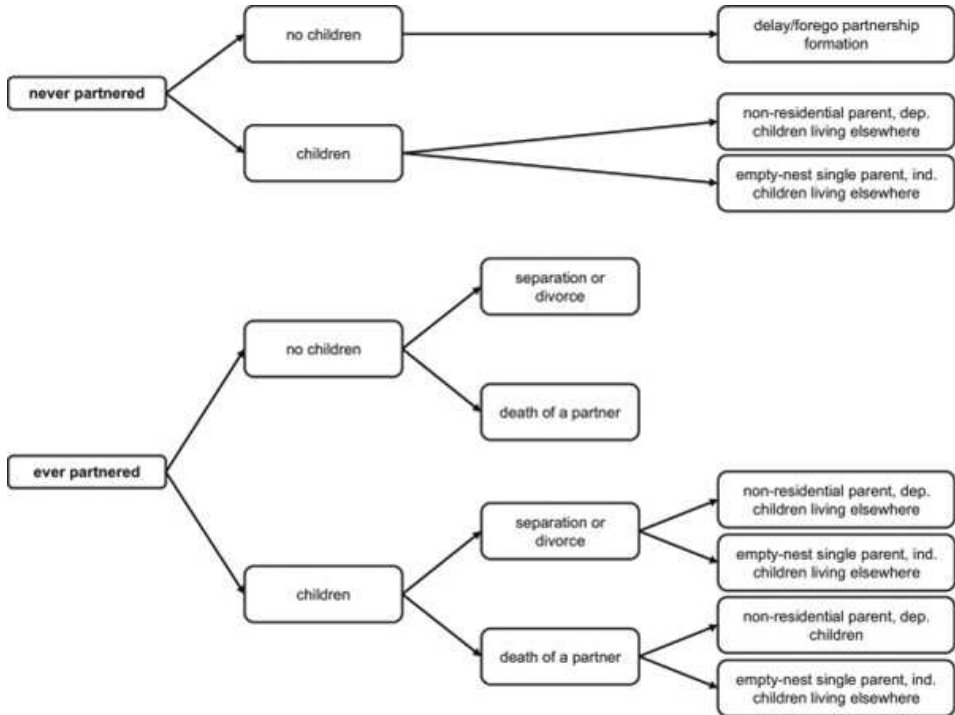 no children
delay/forego partnership
formation
never partnered
children
non-residential parent, dep.
children living elsewhere
empty-nest single parent, ind.
children living elsewhere
separation or
divorce
no children
death of a partner
ever partnered
separation or
divorce
non-residential parent, dep.
children living elsewhere
empty-nest single parent, ind.
children living elsewhere
children
death of a partner
non-residential parent, dep.
children
empty-nest single parent, ind.
children living elsewhere